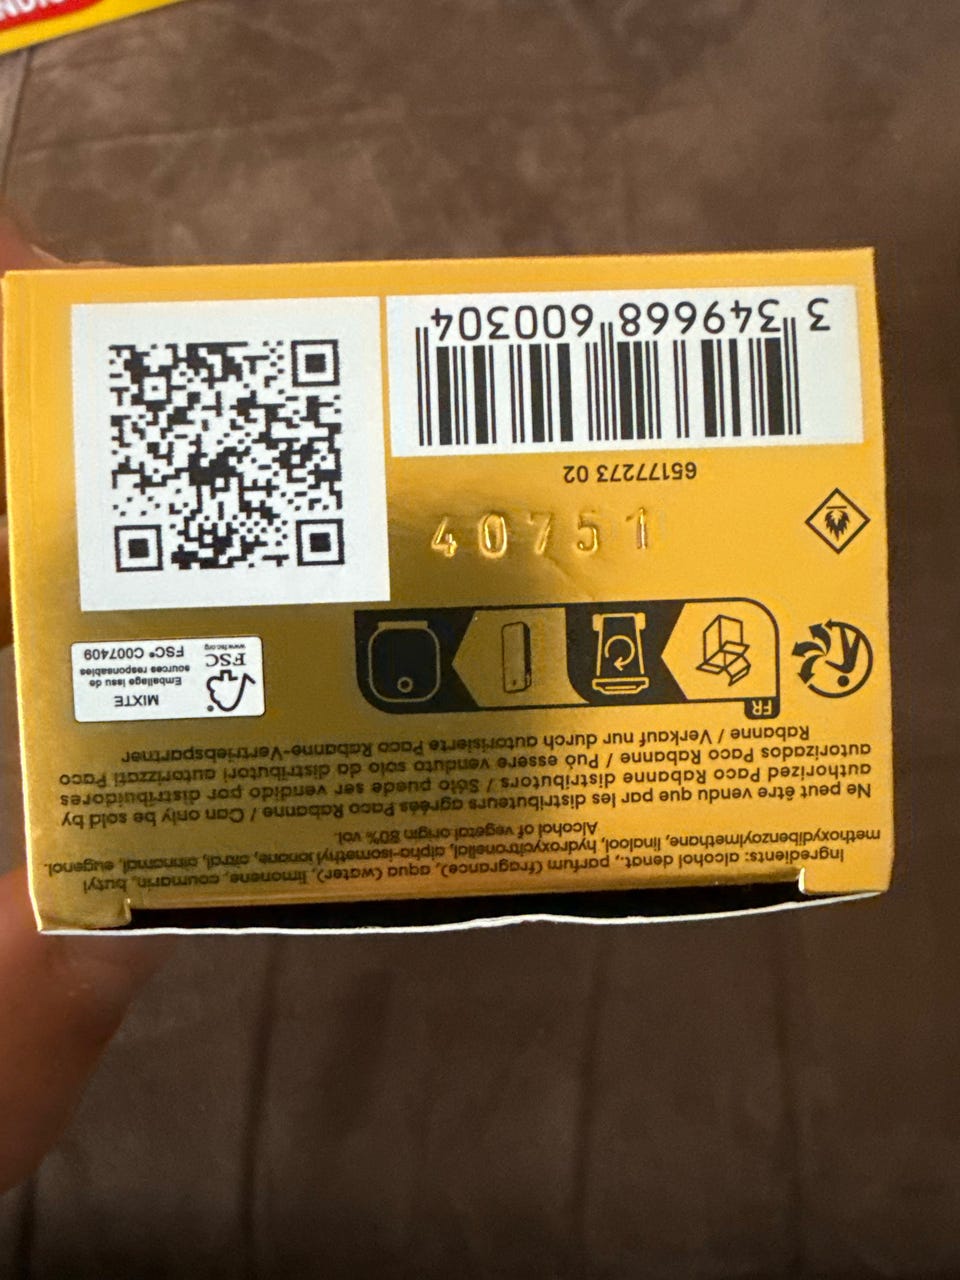 Ingredients: alcohol denat., parfum (fragrance), aqua (water), limonene, coumarin, butyl
methoxydibenzoylmethane, linalool, hydroxycitronellal, alpha-isomethyl ionone, citral, cinnamal, eugenol.
Alcohol of vegetal origin 80% vol.
Ne peut être vendu que par les distributeurs agréés Paco Rabanne / Can only be sold by
authorized Paco Rabanne distributors / Sólo puede ser vendido por distribuidores
autorizados Paco Rabanne / Può essere venduto solo da distributori autorizzati Paco
Rabanne / Verkauf nur durch autorisierte Paco Rabanne-Vertriebspartner
FR
FSC
www.fsc.org
MIXTE
Emballage issu de
sources responsables
FSC® C007409
40751
65177273 02
3 349668 600304